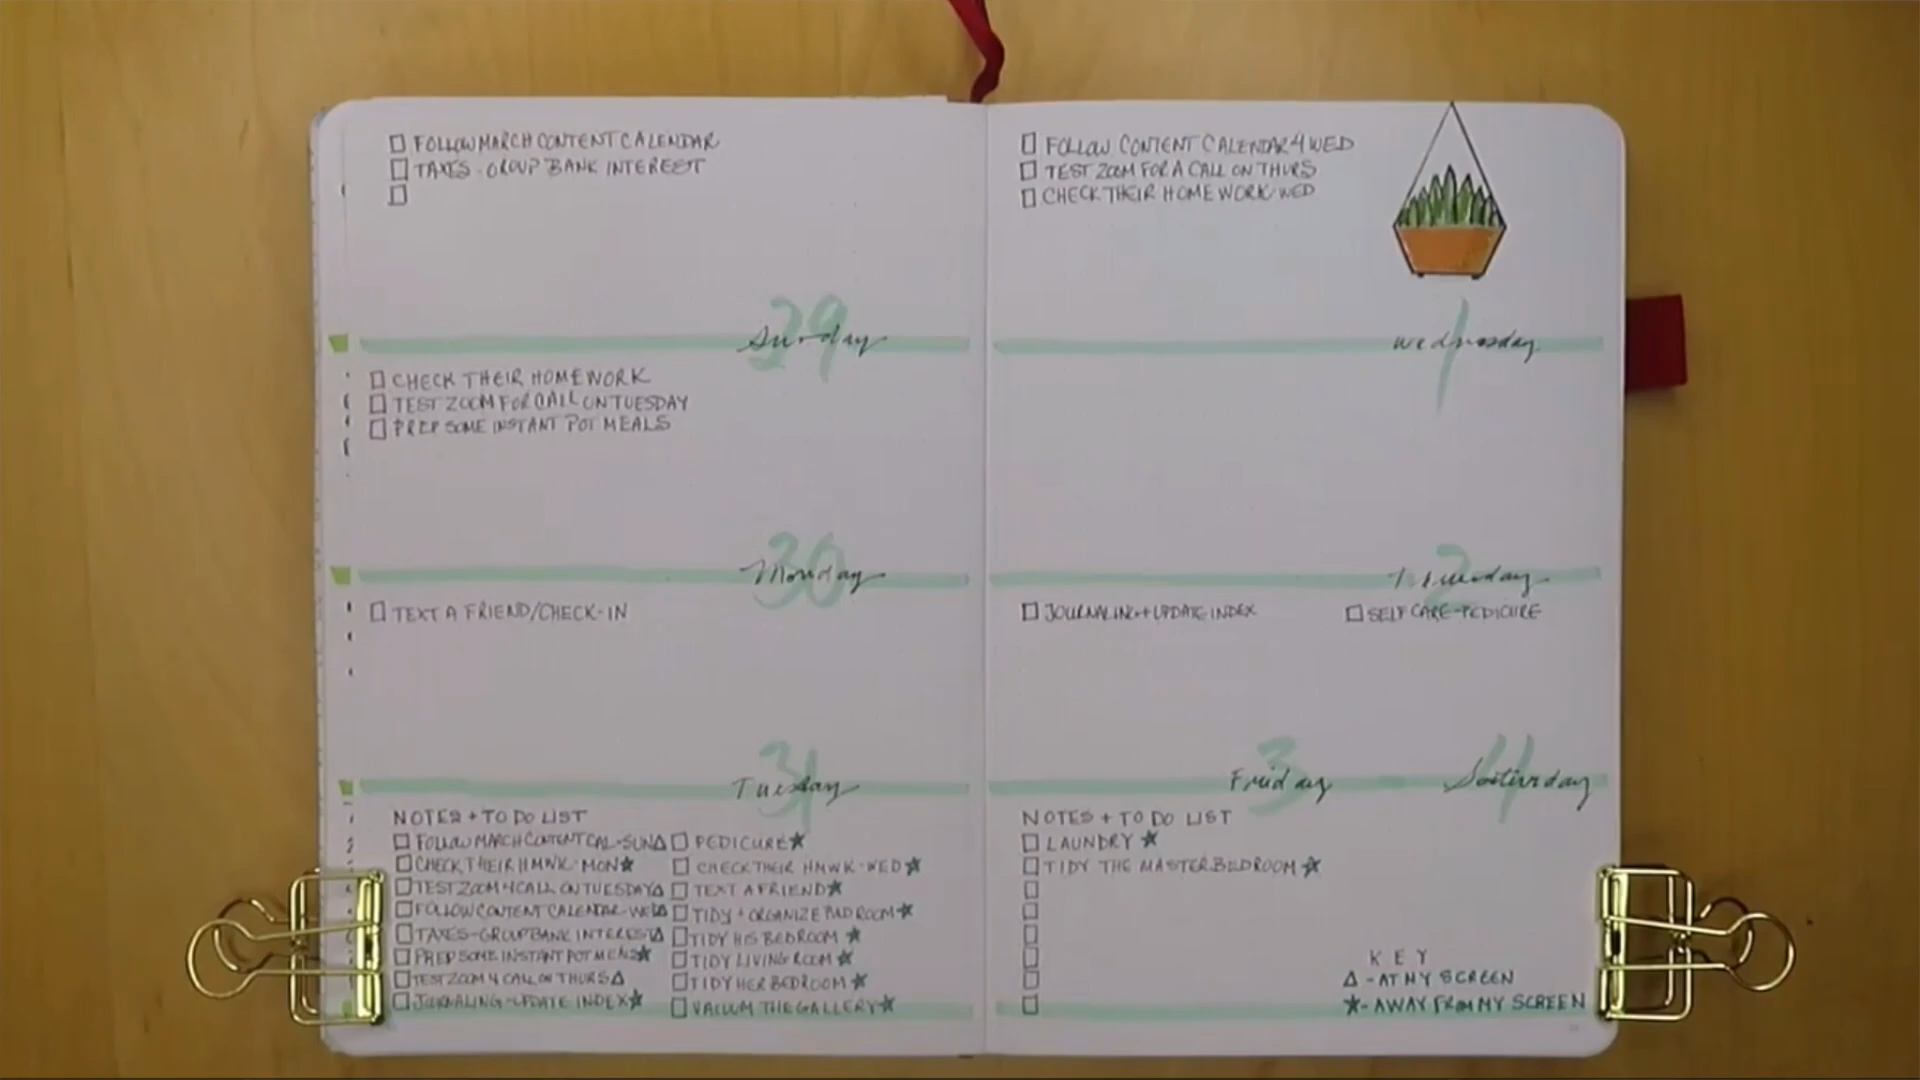 FOLLOW MARCH CONTENT CALENDAR
TAXES - GROUP BANK INTEREST
29
Sunday
CHECK THEIR HOMEWORK
TEST ZOOM FOR CALL ON TUESDAY
PREP SOME INSTANT POT MEALS
30
Monday
TEXT A FRIEND/CHECK-IN
31
Tuesday
NOTES + TO DO LIST
FOLLOW MARCH CONTENT CAL-SUN△
CHECK THEIR HMWK-MON★
TEST ZOOM 4 CALL ON TUESDAY△
FOLLOW CONTENT CALENDAR-WED△
TAXES-GROUP BANK INTEREST△
PREP SOME INSTANT POT MEALS★
TEST ZOOM 4 CALL ON THURS△
JOURNALING-UPDATE INDEX★
PEDICURE★
CHECK THEIR HMWK-WED★
TEXT A FRIEND★
TIDY + ORGANIZE BEDROOM★
TIDY HIS BEDROOM★
TIDY LIVING ROOM★
TIDY HER BEDROOM★
VACUUM THE GALLERY★
FOLLOW CONTENT CALENDAR 4 WED
TEST ZOOM FOR A CALL ON THURS
CHECK THEIR HOMEWORK-WED
1
Wednesday
2
JOURNALING+UPDATE INDEX
SELF CARE-PEDICURE
3
Friday
4
Saturday
NOTES + TO DO LIST
LAUNDRY★
TIDY THE MASTER BEDROOM★
KEY
△ - AT MY SCREEN
★ - AWAY FROM MY SCREEN